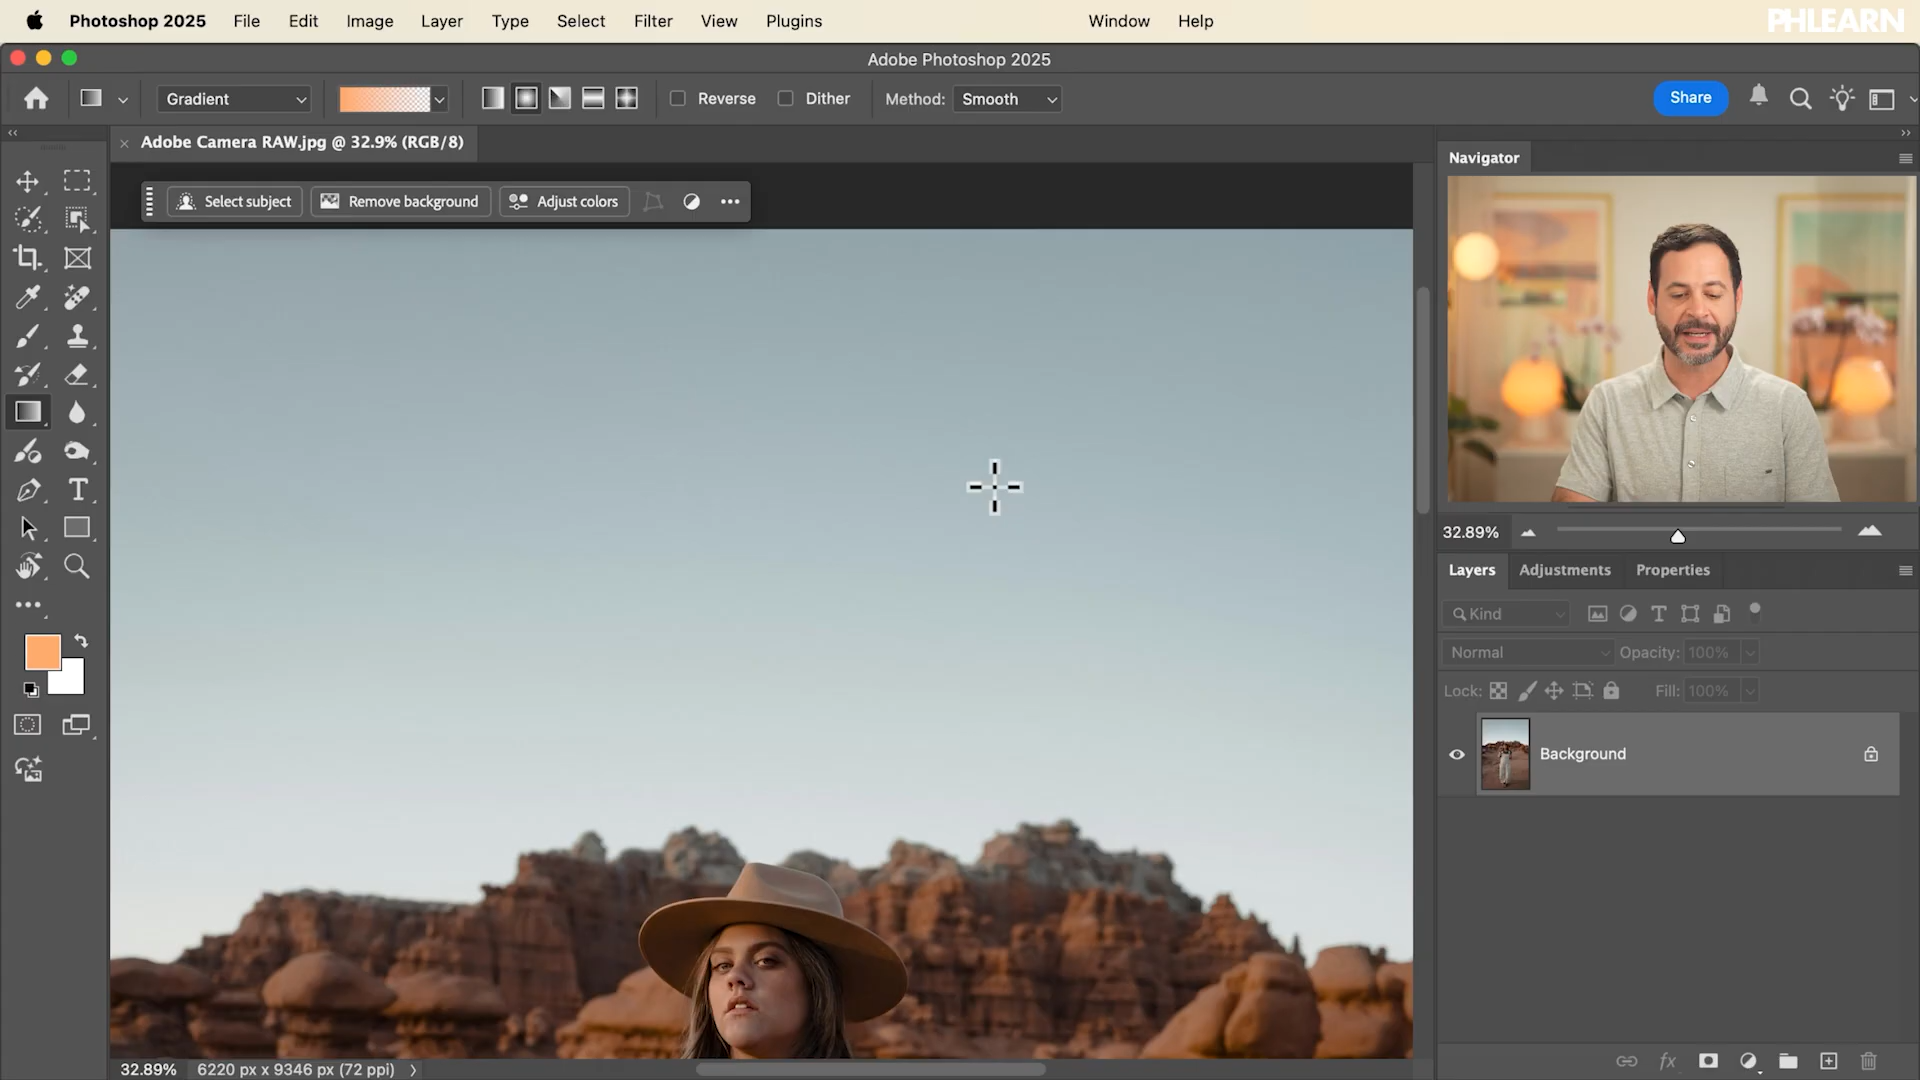 Photoshop 2025 File Edit Image Layer Type Select Filter View Plugins Window Help
PHLEARN
Adobe Photoshop 2025
Gradient Reverse Dither Method: Smooth Share
Adobe Camera RAW.jpg @ 32.9% (RGB/8)
Select subject Remove background Adjust colors
Navigator
32.89%
Layers Adjustments Properties
Kind
Normal Opacity: 100%
Lock: Fill: 100%
Background
32.89% 6220 px x 9346 px (72 ppi)